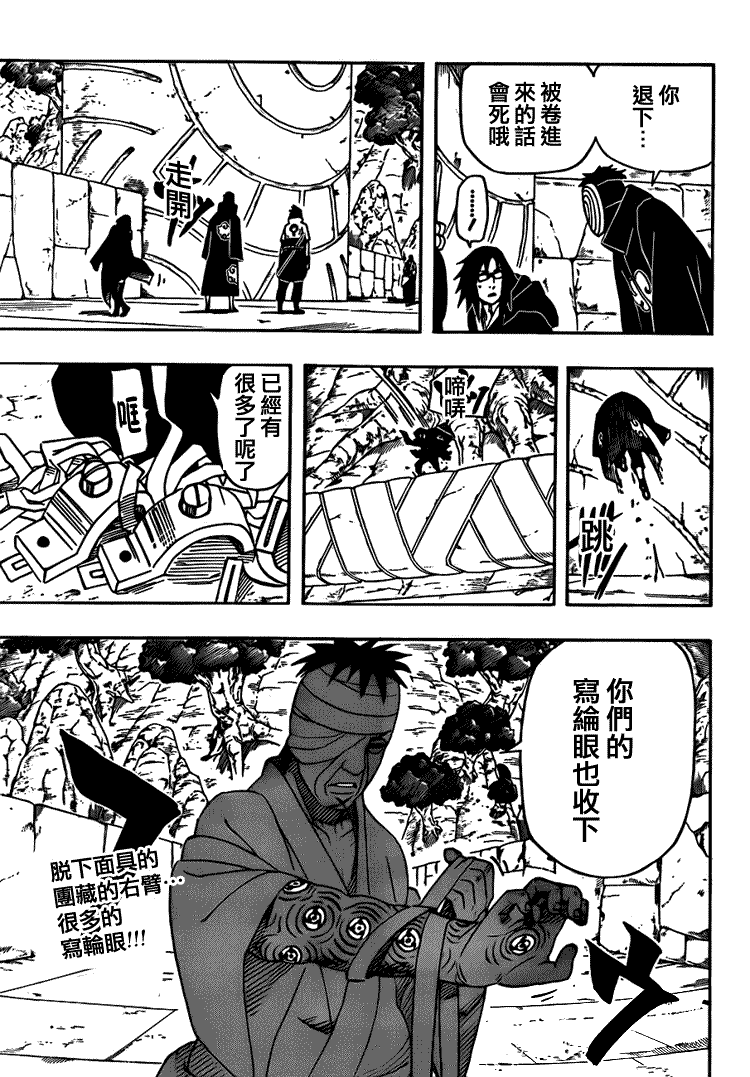 你
退下…
被卷進
來的話
會死哦
………
走開
跳
啼哢
已經有
很多了呢了
哐
你們的
寫綸眼也收下
脱下面具的
團藏的右臂…
很多的
寫輪眼!!!